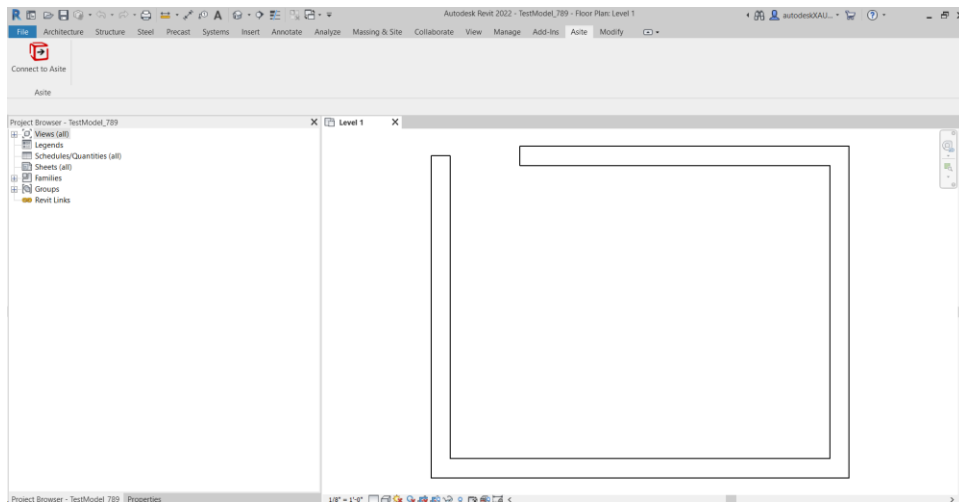 Autodesk Revit 2022 - TestModel_789 - Floor Plan: Level 1
autodeskXAU...
File Architecture Structure Steel Precast Systems Insert Annotate Analyze Massing & Site Collaborate View Manage Add-Ins Asite Modify
Connect to Asite
Asite
Project Browser - TestModel_789 X
Level 1 X
Views (all)
Legends
Schedules/Quantities (all)
Sheets (all)
Families
Groups
Revit Links
Project Browser - TestModel_789 Properties
1/8" = 1'-0"